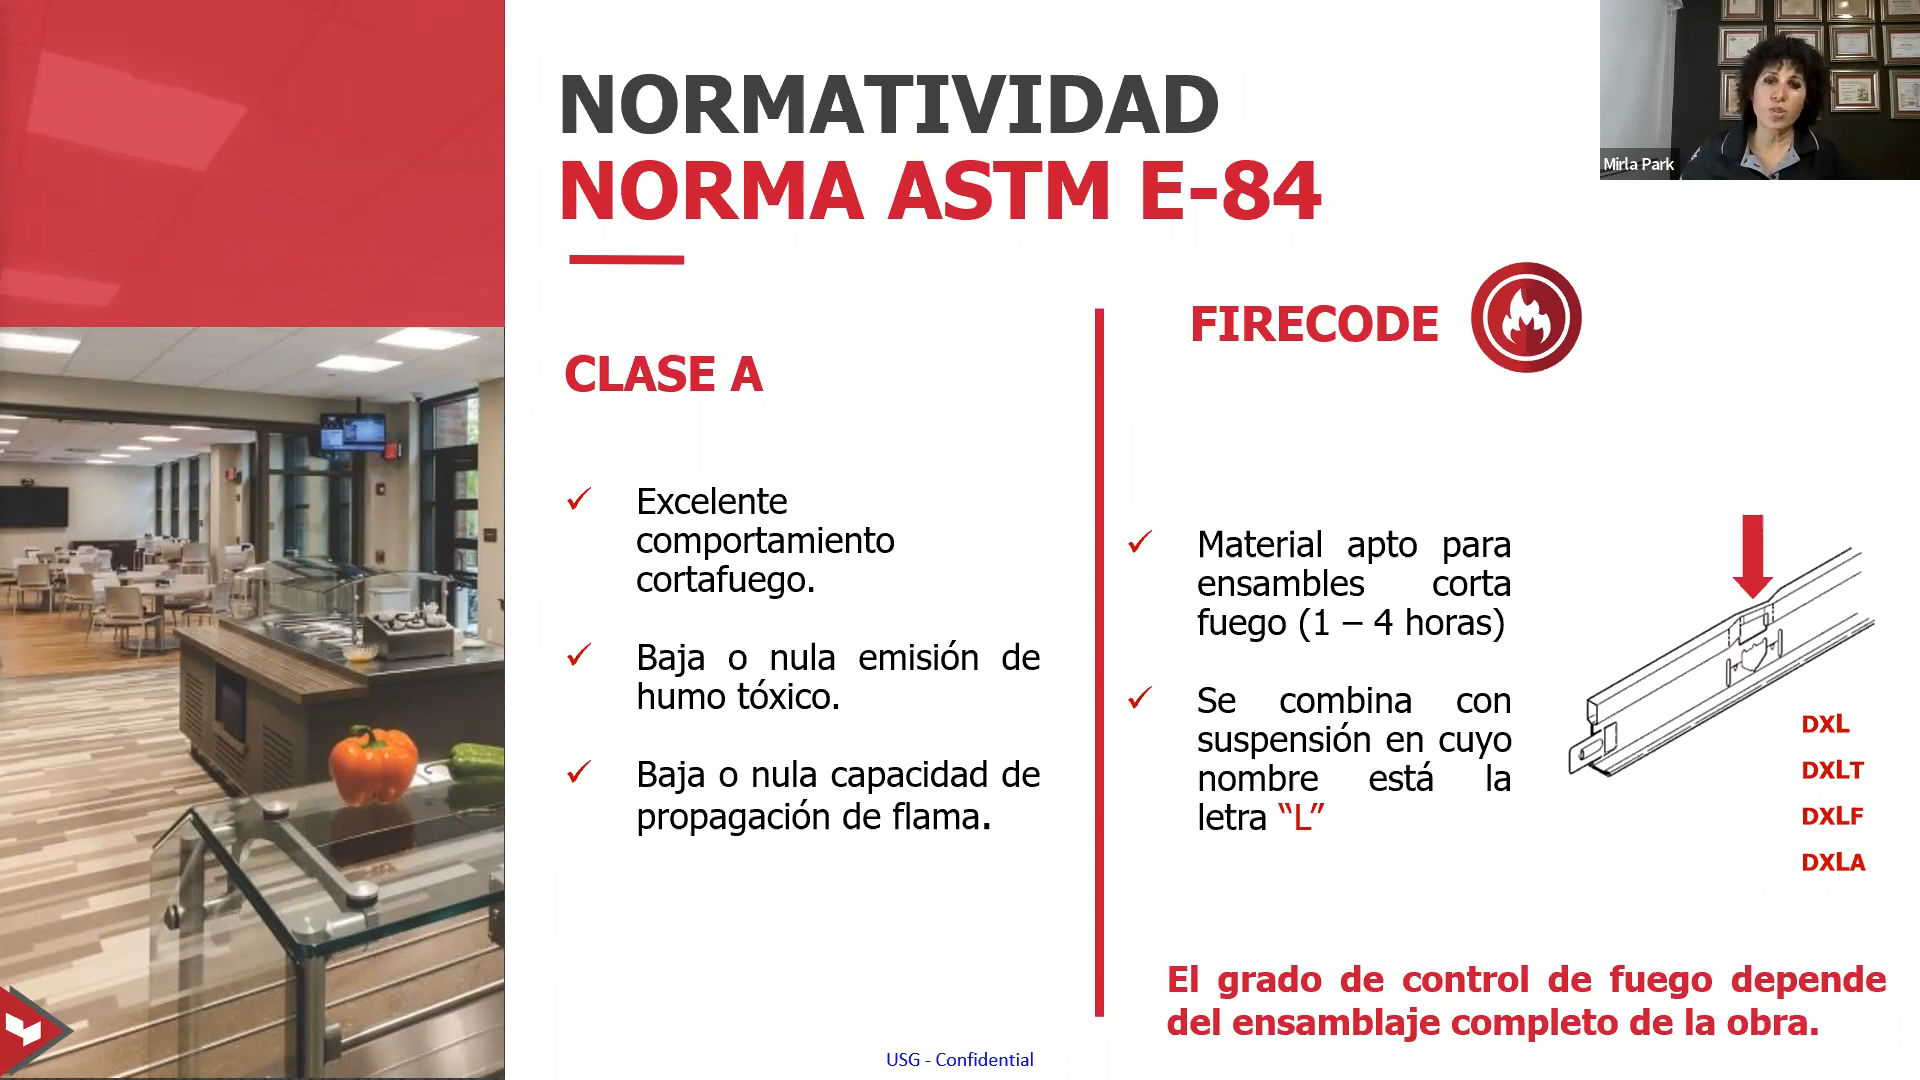 NORMATIVIDAD
NORMA ASTM E-84
Mirla Park
CLASE A
Excelente
comportamiento
cortafuego.
Baja o nula emisión de
humo tóxico.
Baja o nula capacidad de
propagación de flama.
FIRECODE
Material apto para
ensambles corta
fuego (1 – 4 horas)
Se combina con
suspensión en cuyo
nombre está la
letra “L”
DXL
DXLT
DXLF
DXLA
El grado de control de fuego depende
del ensamblaje completo de la obra.
USG - Confidential